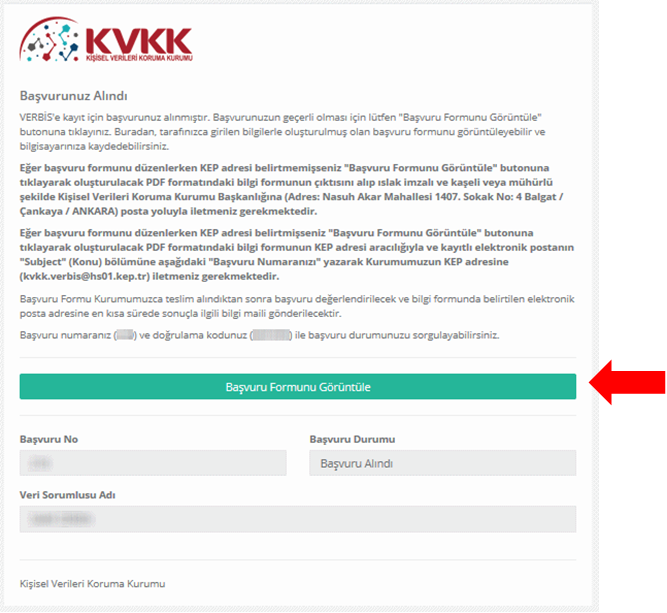 KVKK
KİŞİSEL VERİLERİ KORUMA KURUMU
Başvurunuz Alındı
VERBİS'e kayıt için başvurunuz alınmıştır. Başvurunuzun geçerli olması için lütfen "Başvuru Formunu Görüntüle"
butonuna tıklayınız. Buradan, tarafınızca girilen bilgilerle oluşturulmuş olan başvuru formunu görüntüleyebilir ve
bilgisayarınıza kaydedebilirsiniz.
Eğer başvuru formunu düzenlerken KEP adresi belirtmemişseniz "Başvuru Formunu Görüntüle" butonuna
tıklayarak oluşturulacak PDF formatındaki bilgi formunun çıktısını alıp ıslak imzalı ve kaşeli veya mühürlü
şekilde Kişisel Verileri Koruma Kurumu Başkanlığına (Adres: Nasuh Akar Mahallesi 1407. Sokak No: 4 Balgat /
Çankaya / ANKARA) posta yoluyla iletmeniz gerekmektedir.
Eğer başvuru formunu düzenlerken KEP adresi belirtmişseniz "Başvuru Formunu Görüntüle" butonuna
tıklayarak oluşturulacak PDF formatındaki bilgi formunun KEP adresi aracılığıyla ve kayıtlı elektronik postanın
"Subject" (Konu) bölümüne aşağıdaki "Başvuru Numaranızı" yazarak Kurumumuzun KEP adresine
(kvkk.verbis@hs01.kep.tr) iletmeniz gerekmektedir.
Başvuru Formu Kurumumuzca teslim alındıktan sonra başvuru değerlendirilecek ve bilgi formunda belirtilen elektronik
posta adresine en kısa sürede sonuçla ilgili bilgi maili gönderilecektir.
Başvuru numaranız ( ) ve doğrulama kodunuz ( ) ile başvuru durumunuzu sorgulayabilirsiniz.
Başvuru Formunu Görüntüle
Başvuru No
Başvuru Durumu
Başvuru Alındı
Veri Sorumlusu Adı
Kişisel Verileri Koruma Kurumu